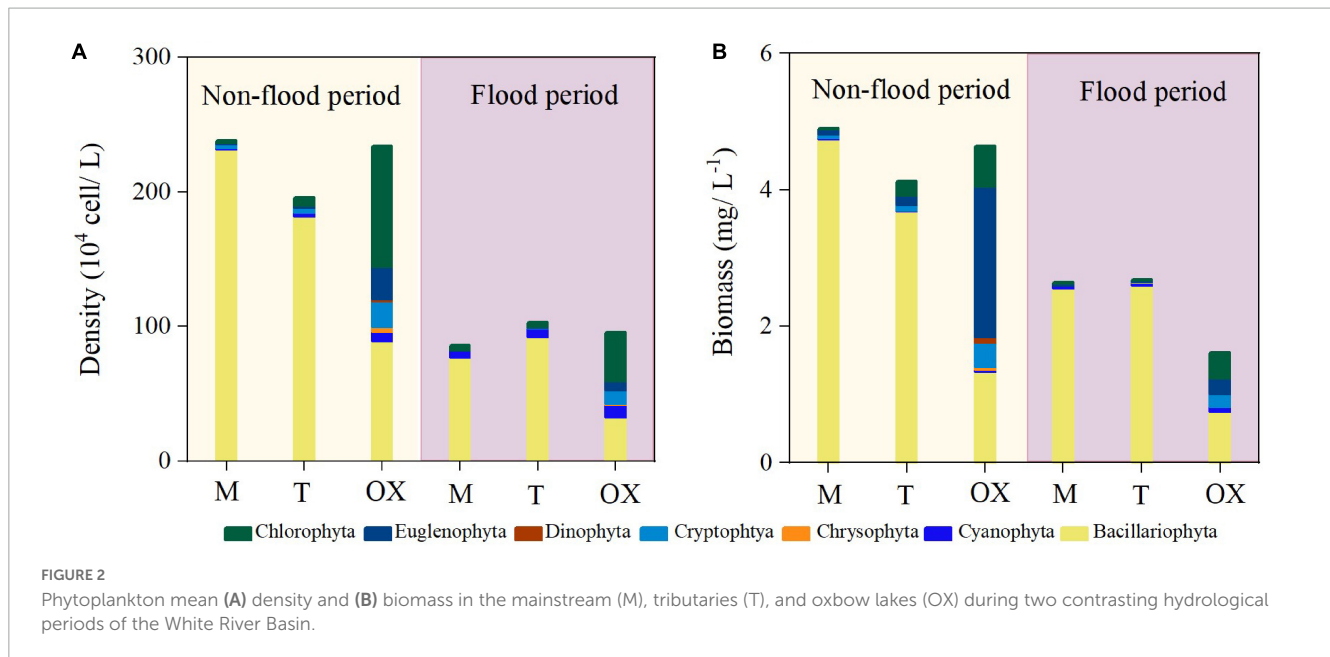 A
B
300
200
100
0
Density (10⁴ cell/ L)
Non-flood period
Flood period
M
T
OX
M
T
OX
6
4
2
0
Biomass (mg/ L⁻¹)
Non-flood period
Flood period
M
T
OX
M
T
OX
Chlorophyta Euglenophyta Dinophyta Cryptophtya Chrysophyta Cyanophyta Bacillariophyta
FIGURE 2
Phytoplankton mean (A) density and (B) biomass in the mainstream (M), tributaries (T), and oxbow lakes (OX) during two contrasting hydrological
periods of the White River Basin.